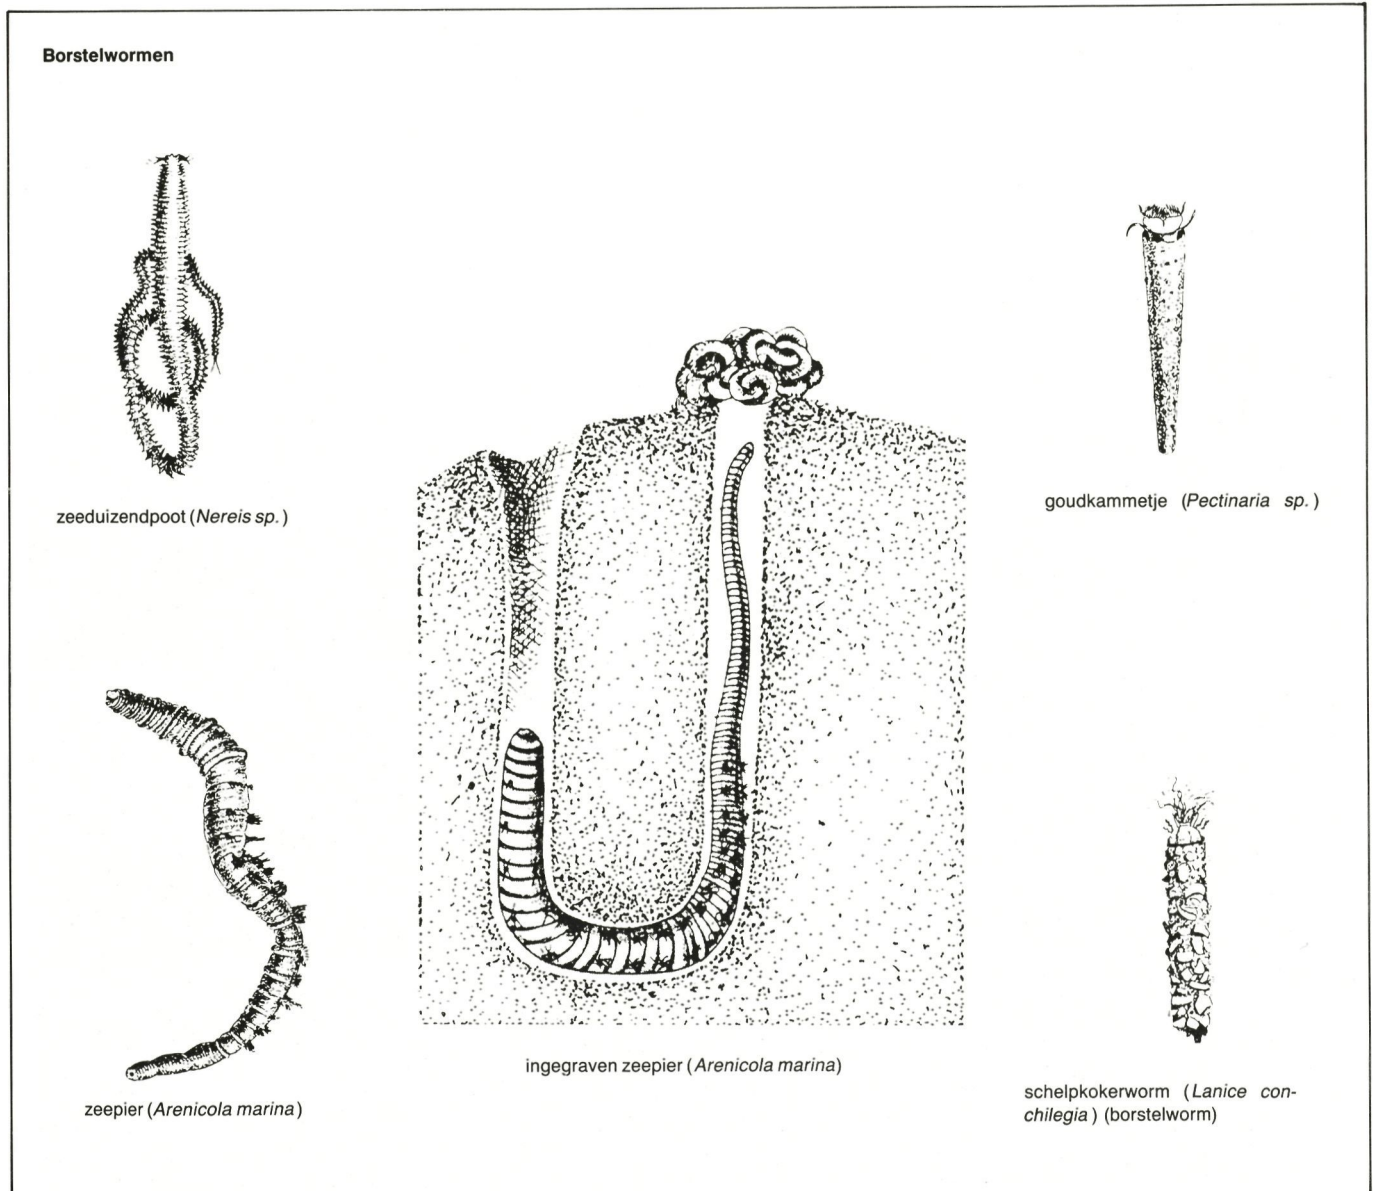 Borstelwormen
zeeduizendpoot (Nereis sp.)
goudkammetje (Pectinaria sp.)
zeepier (Arenicola marina)
ingegraven zeepier (Arenicola marina)
schelpkokerworm (Lanice con-
chilegia) (borstelworm)